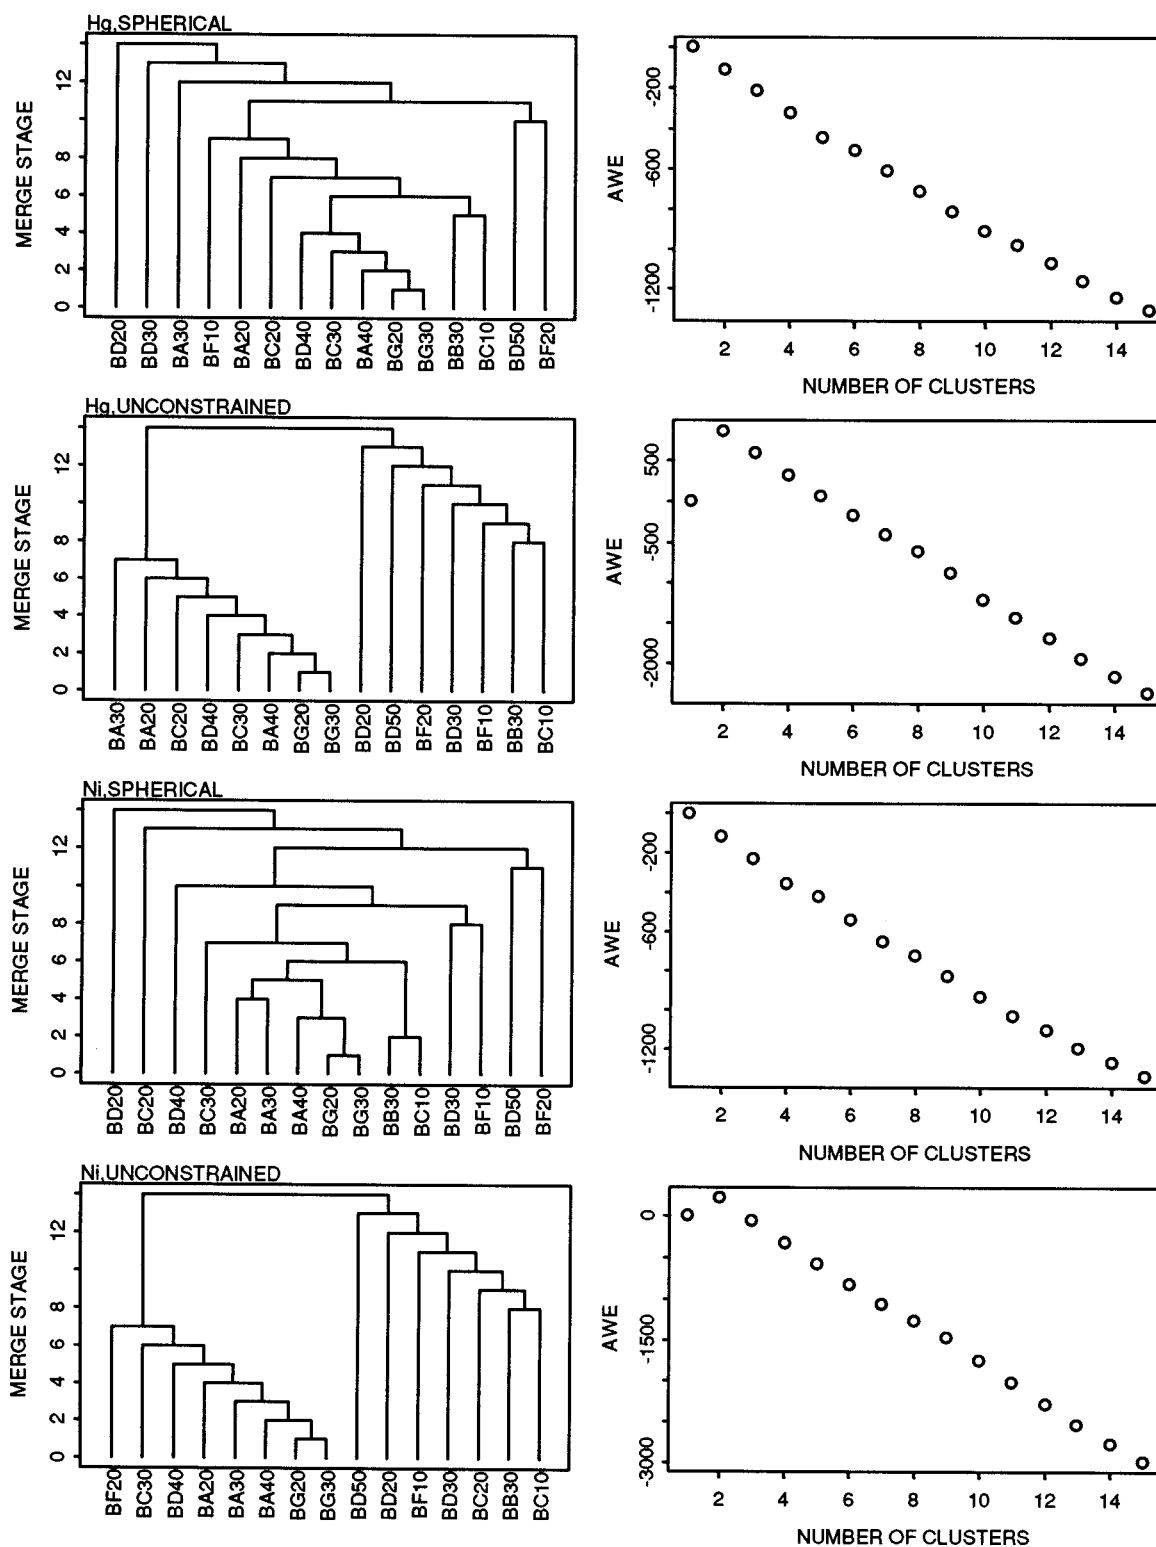 Hg,SPHERICAL
MERGE STAGE
0 2 4 6 8 12
BD20 BD30 BA30 BF10 BA20 BC20 BD40 BC30 BA40 BG20 BG30 BB30 BC10 BD50 BF20
AWE
-1200 -600 -200
2 4 6 8 10 12 14
NUMBER OF CLUSTERS
Hg,UNCONSTRAINED
MERGE STAGE
0 2 4 6 8 12
BA30 BA20 BC20 BD40 BC30 BA40 BG20 BG30 BD20 BD50 BF20 BD30 BF10 BB30 BC10
AWE
-2000 -500 500
2 4 6 8 10 12 14
NUMBER OF CLUSTERS
Ni,SPHERICAL
MERGE STAGE
0 2 4 6 8 12
BD20 BC20 BD40 BC30 BA20 BA30 BA40 BG20 BG30 BB30 BC10 BD30 BF10 BD50 BF20
AWE
-1200 -600 -200
2 4 6 8 10 12 14
NUMBER OF CLUSTERS
Ni,UNCONSTRAINED
MERGE STAGE
0 2 4 6 8 12
BF20 BC30 BD40 BA20 BA30 BA40 BG20 BG30 BD50 BD20 BF10 BD30 BC20 BB30 BC10
AWE
-3000 -1500 0
2 4 6 8 10 12 14
NUMBER OF CLUSTERS